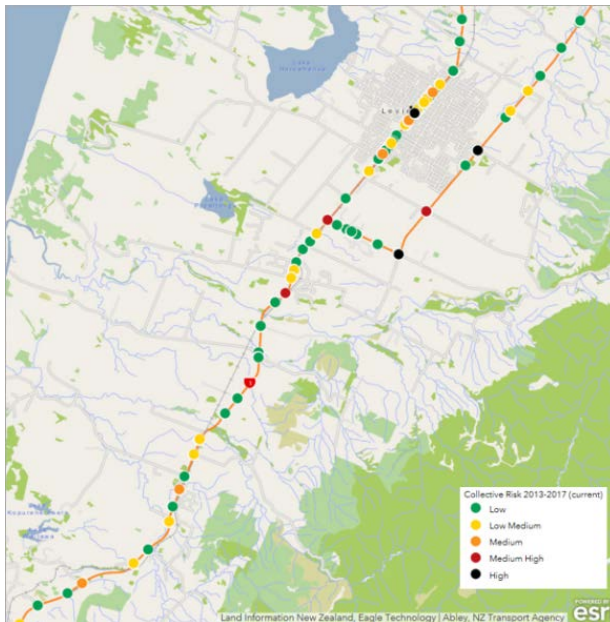 Levin
Collective Risk 2013-2017 (current)
Low
Low Medium
Medium
Medium High
High
Land Information New Zealand, Eagle Technology | Abley, NZ Transport Agency
POWERED BY
esr